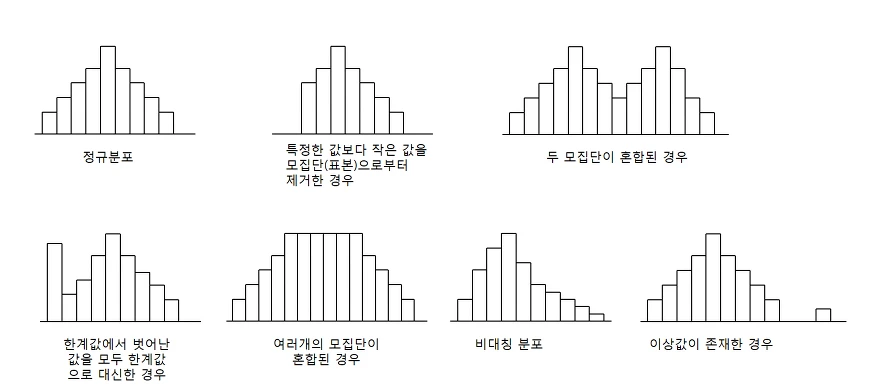 정규분포
특정한 값보다 작은 값을
모집단(표본)으로부터
제거한 경우
두 모집단이 혼합된 경우
한계값에서 벗어난
값을 모두 한계값
으로 대신한 경우
여러개의 모집단이
혼합된 경우
비대칭 분포
이상값이 존재한 경우